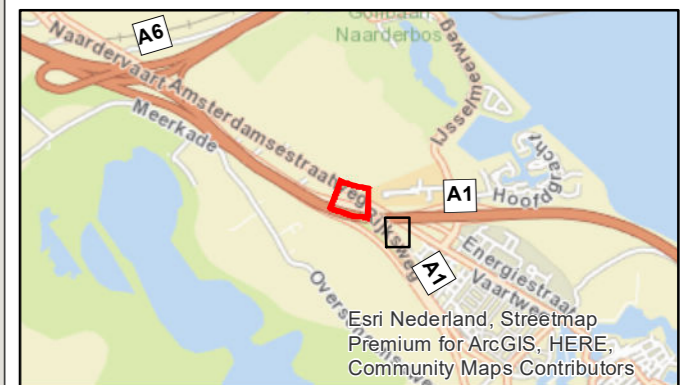 A6
Golfbaan
Naarderbos
Naardervaart
Amsterdamsestraatweg
Meerkade
IJsselmeerweg
A1
Hoofdgracht
Rijksweg
A1
Energiestraat
Vaartweg
Esri Nederland, Streetmap
Premium for ArcGIS, HERE,
Community Maps Contributors